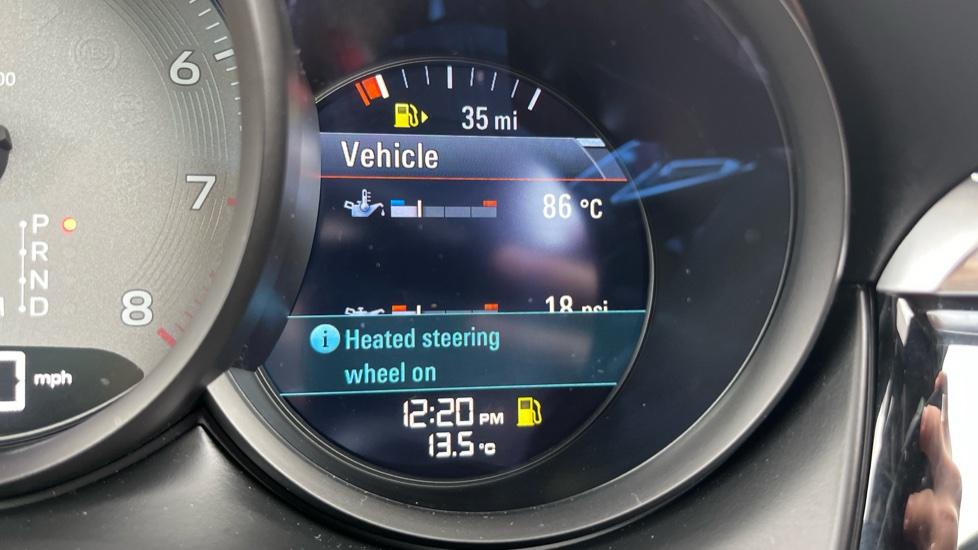 6
7
8
P
R
N
D
mph
35 mi
Vehicle
86 °C
18 psi
i Heated steering
wheel on
12:20 PM
13.5 °C